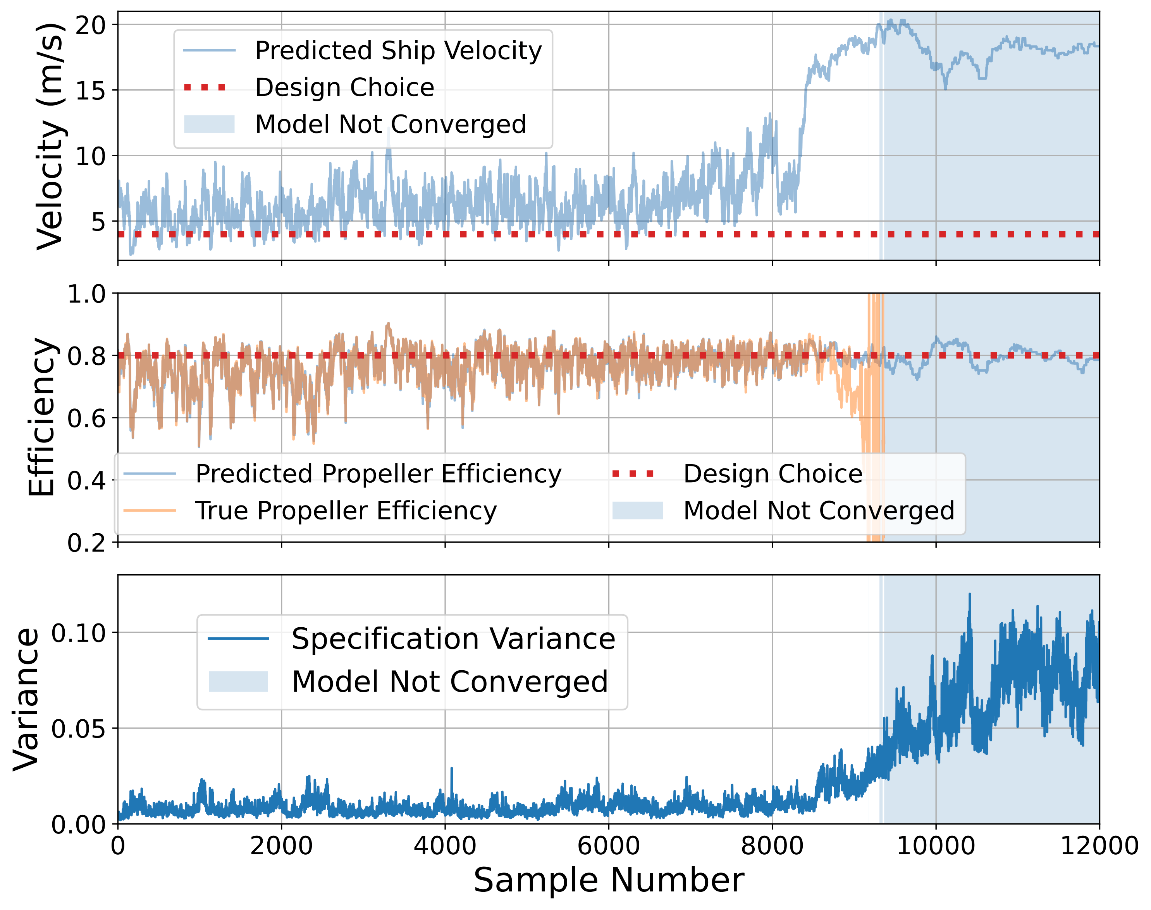 Velocity (m/s)
20
15
10
5
Predicted Ship Velocity
Design Choice
Model Not Converged
Efficiency
1.0
0.8
0.6
0.4
0.2
Predicted Propeller Efficiency
True Propeller Efficiency
Design Choice
Model Not Converged
Variance
0.10
0.05
0.00
Specification Variance
Model Not Converged
0 2000 4000 6000 8000 10000 12000
Sample Number